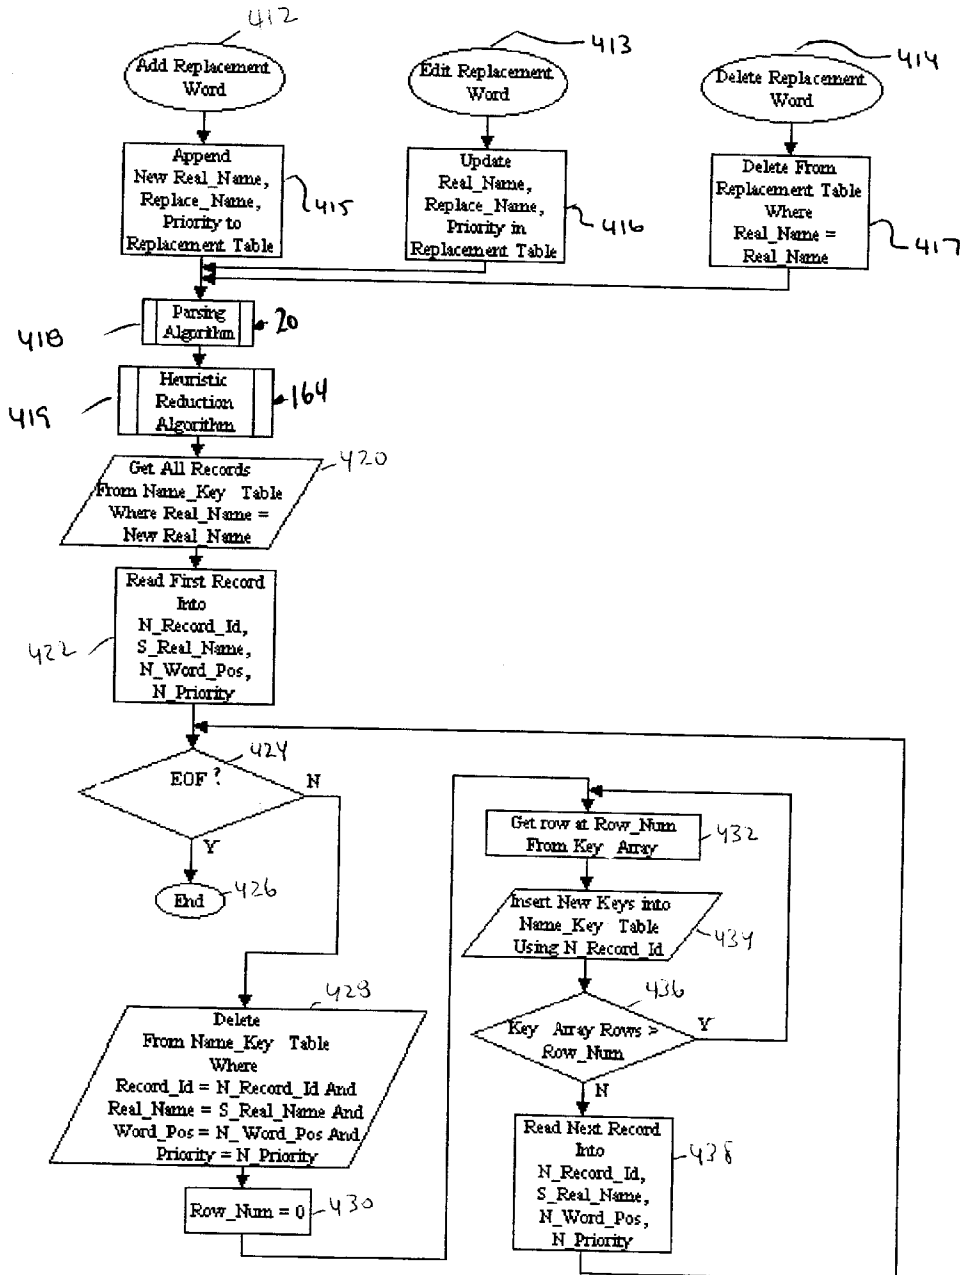 412
Add Replacement
Word
413
Edit Replacement
Word
414
Delete Replacement
Word
Append
New Real_Name,
Replace_Name,
Priority to
Replacement Table
415
Update
Real_Name,
Replace_Name,
Priority in
Replacement Table
416
Delete From
Replacement Table
Where
Real_Name =
Real_Name
417
418
Parsing
Algorithm
20
419
Heuristic
Reduction
Algorithm
164
Get All Records
From Name_Key Table
Where Real_Name =
New Real_Name
420
Read First Record
Into
N_Record_Id,
S_Real_Name,
N_Word_Pos,
N_Priority
422
EOF ?
424
N
Y
End
426
Delete
From Name_Key Table
Where
Record_Id = N_Record_Id And
Real_Name = S_Real_Name And
Word_Pos = N_Word_Pos And
Priority = N_Priority
428
Row_Num = 0
430
Get row at Row_Num
From Key Array
432
Insert New Keys into
Name_Key Table
Using N_Record_Id
434
436
Key Array Rows >
Row_Num
Y
N
Read Next Record
Into
N_Record_Id,
S_Real_Name,
N_Word_Pos,
N_Priority
438